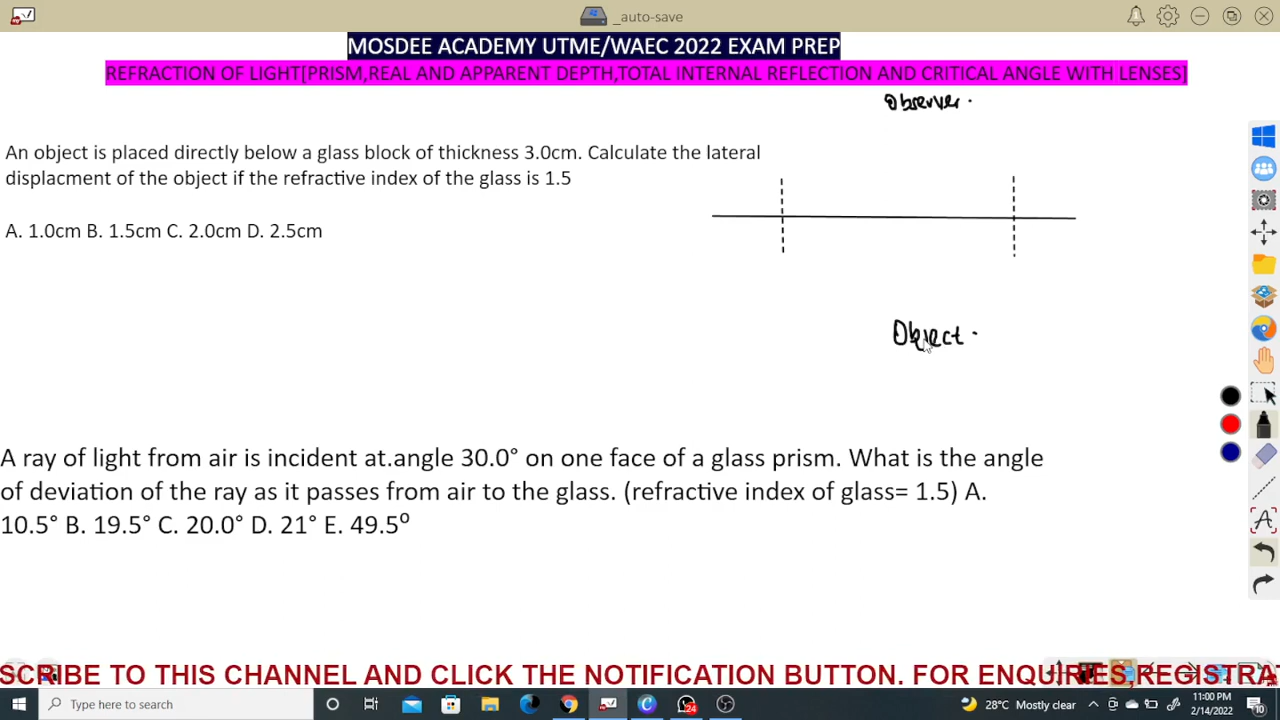 _auto-save
MOSDEE ACADEMY UTME/WAEC 2022 EXAM PREP
REFRACTION OF LIGHT[PRISM,REAL AND APPARENT DEPTH,TOTAL INTERNAL REFLECTION AND CRITICAL ANGLE WITH LENSES]
Observer
An object is placed directly below a glass block of thickness 3.0cm. Calculate the lateral
displacment of the object if the refractive index of the glass is 1.5
A. 1.0cm B. 1.5cm C. 2.0cm D. 2.5cm
Object
A ray of light from air is incident at.angle 30.0° on one face of a glass prism. What is the angle
of deviation of the ray as it passes from air to the glass. (refractive index of glass= 1.5) A.
10.5° B. 19.5° C. 20.0° D. 21° E. 49.5⁰
SCRIBE TO THIS CHANNEL AND CLICK THE NOTIFICATION BUTTON. FOR ENQUIRIES,REGISTRA
Type here to search
24
28°C Mostly clear
11:00 PM
2/14/2022
10